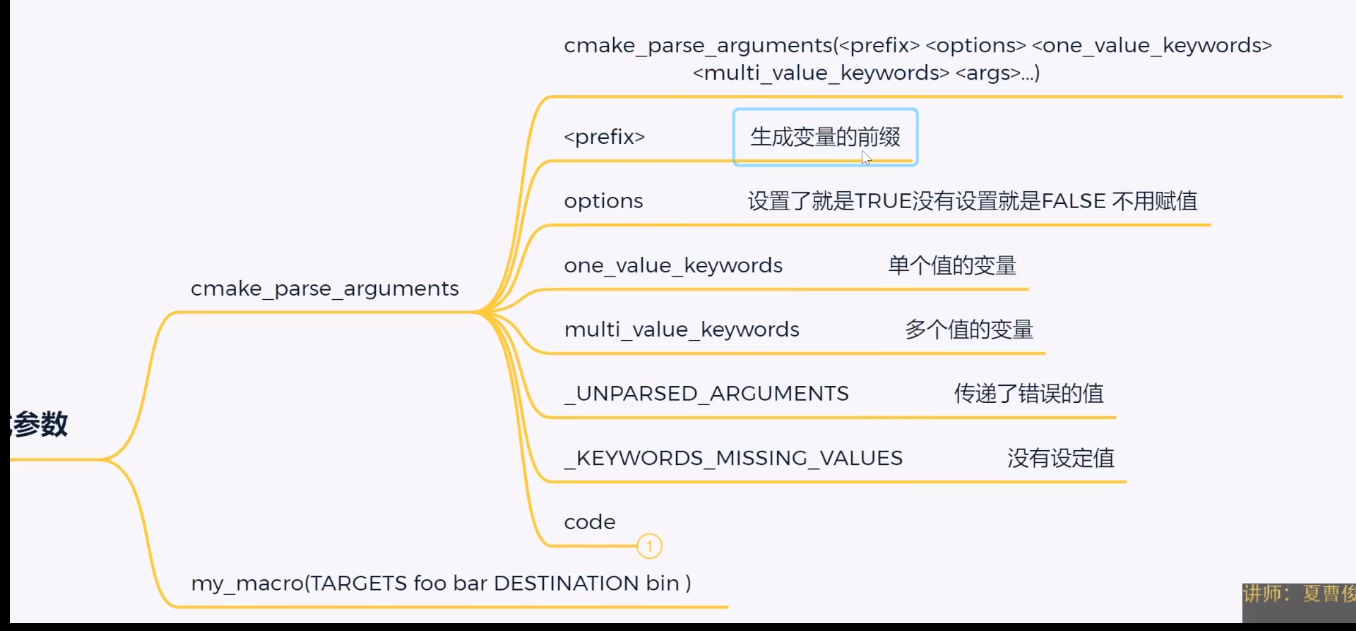 cmake_parse_arguments(<prefix> <options> <one_value_keywords>
<multi_value_keywords> <args>...)
<prefix> 生成变量的前缀
options 设置了就是TRUE没有设置就是FALSE 不用赋值
one_value_keywords 单个值的变量
cmake_parse_arguments
multi_value_keywords 多个值的变量
_UNPARSED_ARGUMENTS 传递了错误的值
参数
_KEYWORDS_MISSING_VALUES 没有设定值
code
1
my_macro(TARGETS foo bar DESTINATION bin )
讲师：夏曹俊